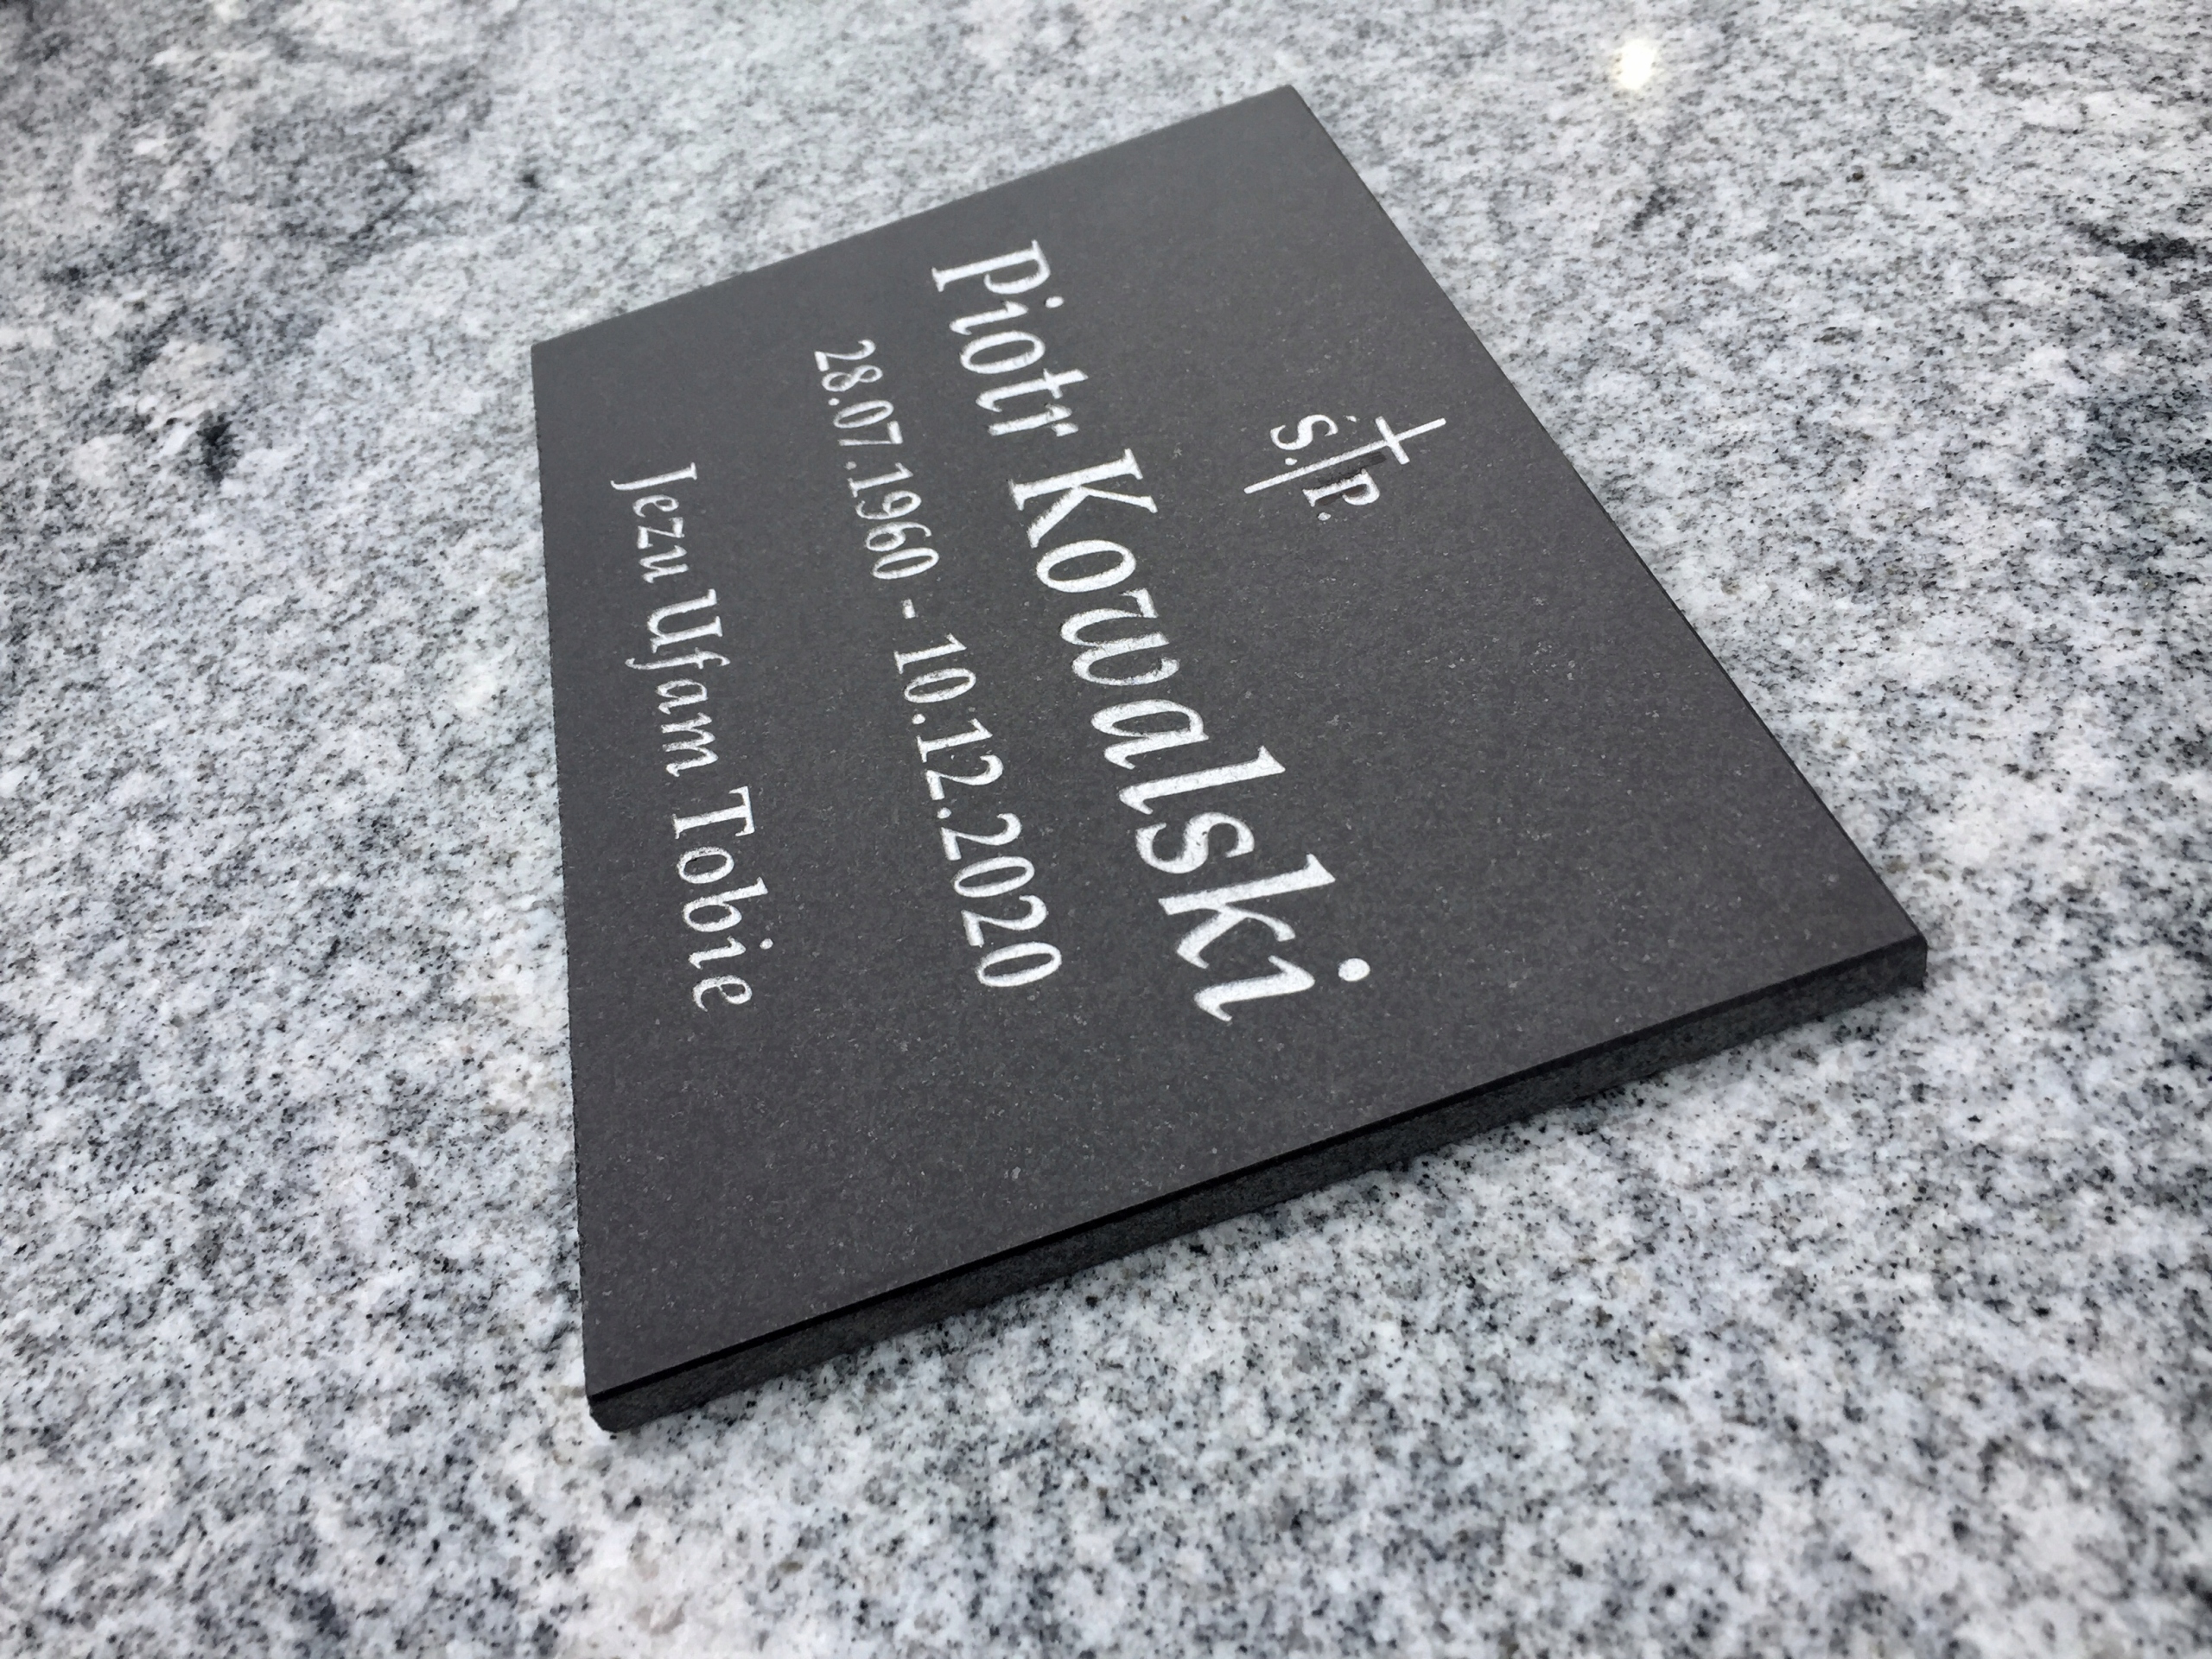 Ś.P.
Piotr Kowalski
28.07.1960 - 10.12.2020
Jezu Ufam Tobie